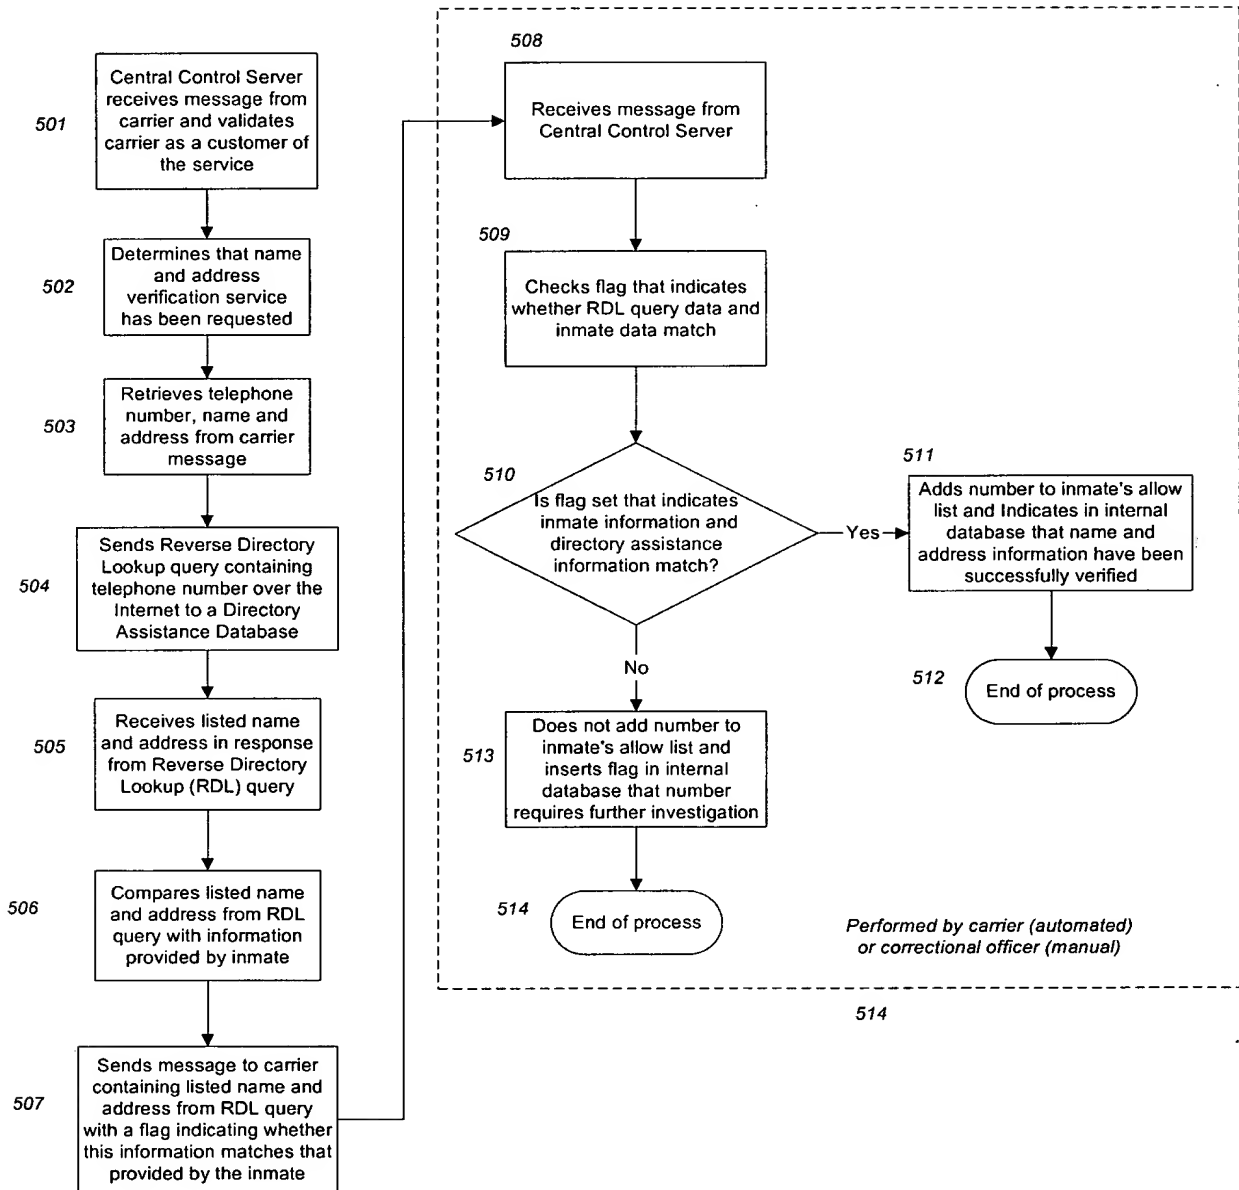 501
Central Control Server
receives message from
carrier and validates
carrier as a customer of
the service
502
Determines that name
and address
verification service
has been requested
503
Retrieves telephone
number, name and
address from carrier
message
504
Sends Reverse Directory
Lookup query containing
telephone number over the
Internet to a Directory
Assistance Database
505
Receives listed name
and address in response
from Reverse Directory
Lookup (RDL) query
506
Compares listed name
and address from RDL
query with information
provided by inmate
507
Sends message to carrier
containing listed name and
address from RDL query
with a flag indicating whether
this information matches that
provided by the inmate
508
Receives message from
Central Control Server
509
Checks flag that indicates
whether RDL query data and
inmate data match
510
Is flag set that indicates
inmate information and
directory assistance
information match?
Yes
511
Adds number to inmate's allow
list and Indicates in internal
database that name and
address information have been
successfully verified
512
End of process
No
513
Does not add number to
inmate's allow list and
inserts flag in internal
database that number
requires further investigation
514
End of process
Performed by carrier (automated)
or correctional officer (manual)
514